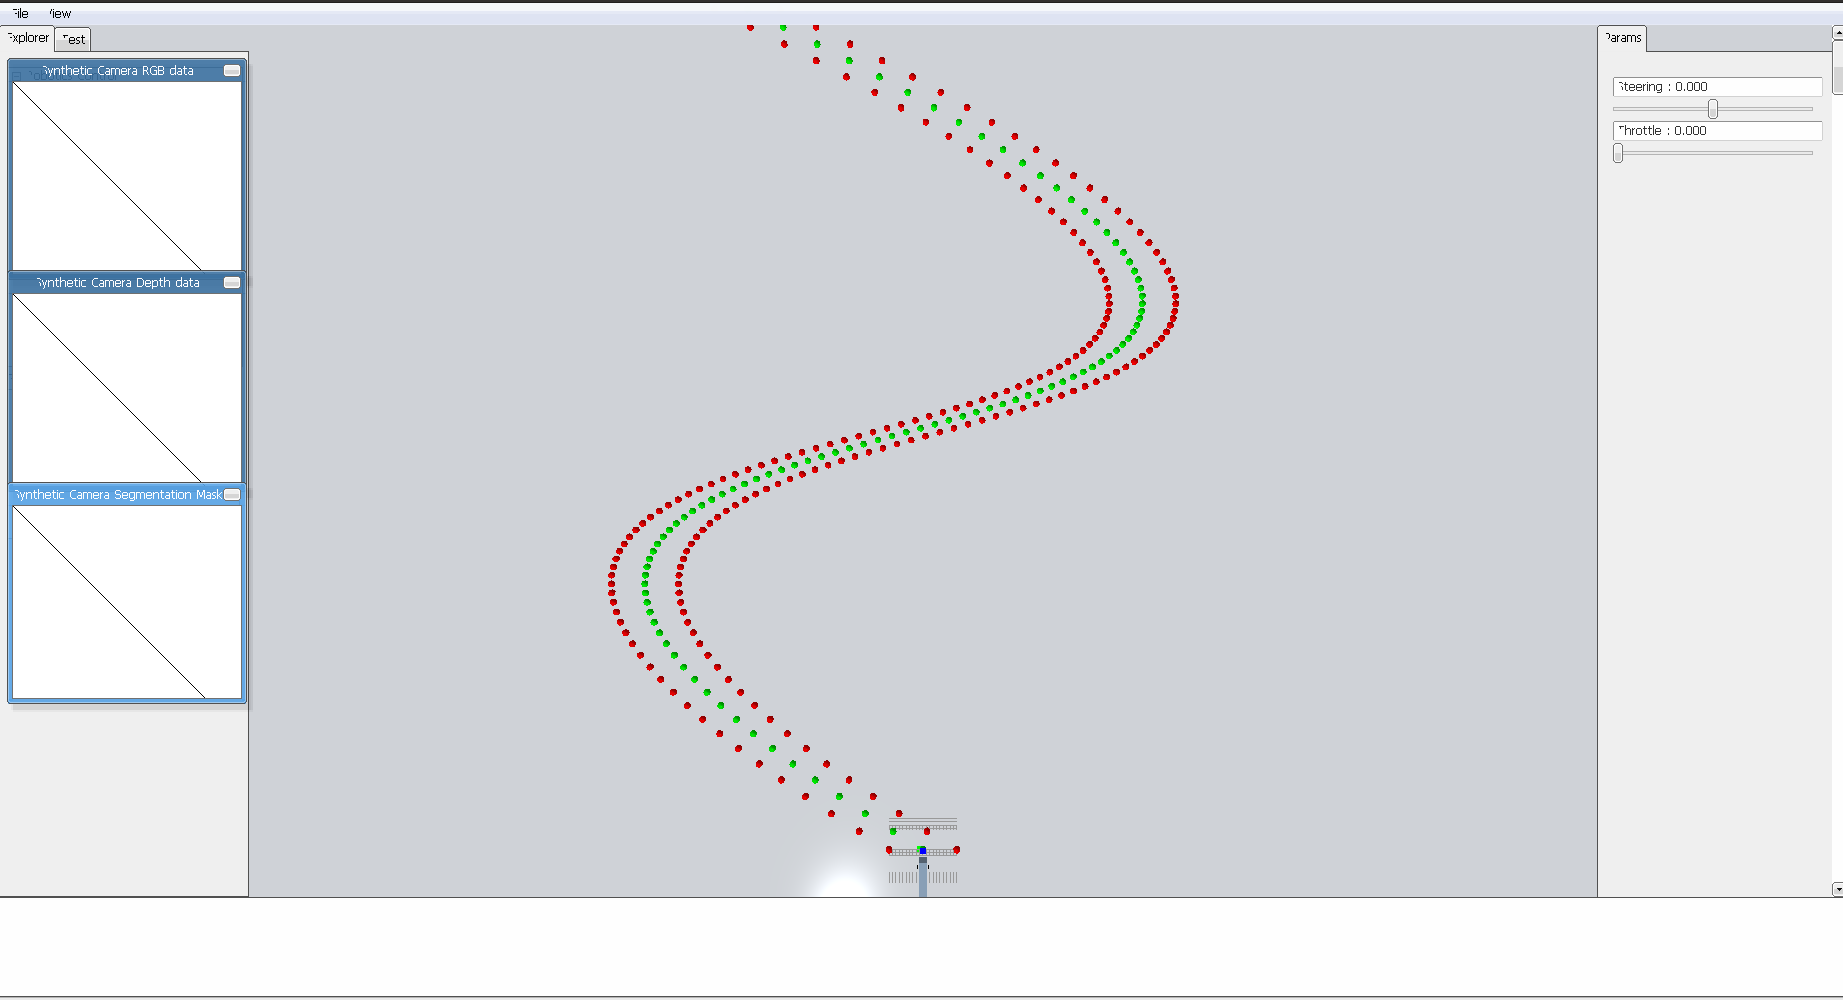 File View
Explorer Test
Synthetic Camera RGB data
Synthetic Camera Depth data
Synthetic Camera Segmentation Mask
Params
Steering : 0.000
Throttle : 0.000